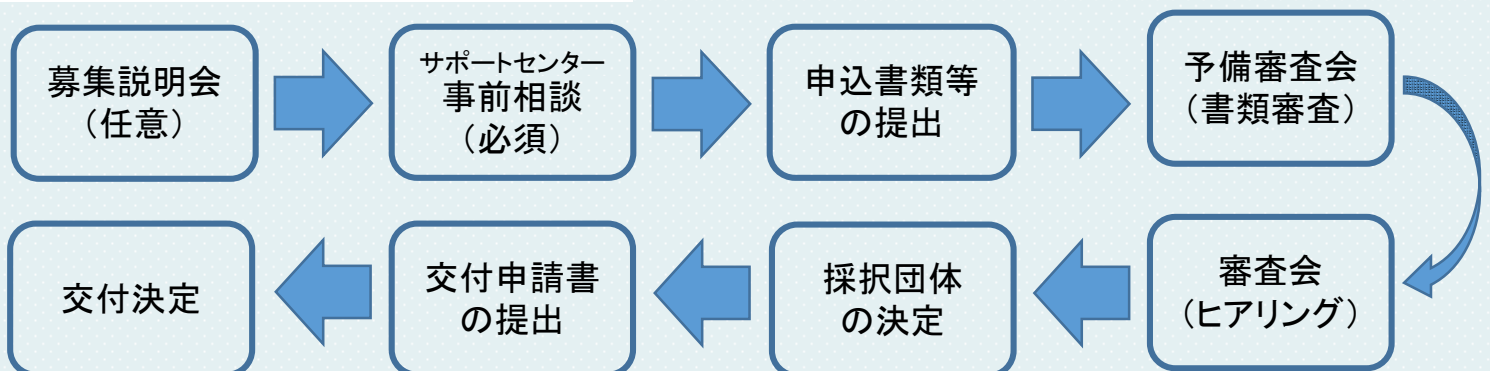 募集説明会
（任意）
サポートセンター
事前相談
（必須）
申込書類等
の提出
予備審査会
（書類審査）
審査会
（ヒアリング）
採択団体
の決定
交付申請書
の提出
交付決定